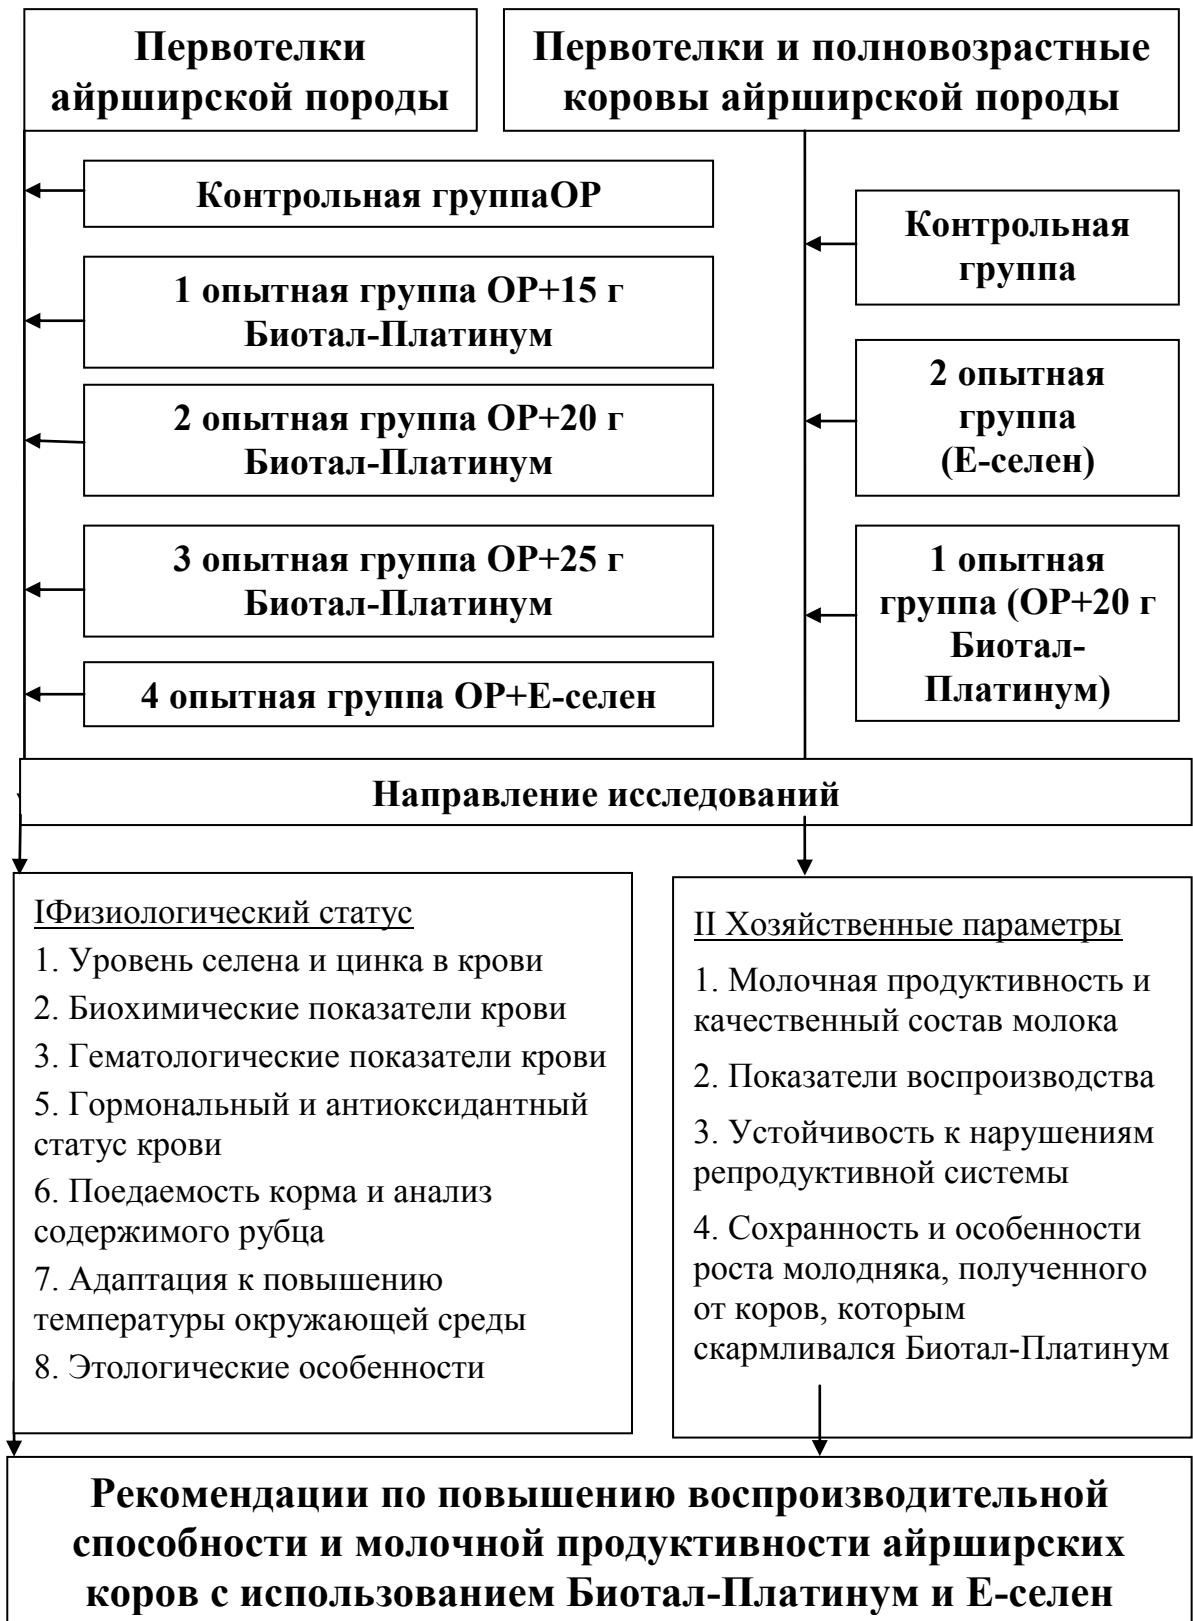 Первотелки
айрширской породы
Первотелки и полновозрастные
коровы айрширской породы
Контрольная группаОР
1 опытная группа ОР+15 г
Биотал-Платинум
2 опытная группа ОР+20 г
Биотал-Платинум
3 опытная группа ОР+25 г
Биотал-Платинум
4 опытная группа ОР+Е-селен
Контрольная
группа
2 опытная
группа
(Е-селен)
1 опытная
группа (ОР+20 г
Биотал-
Платинум)
Направление исследований
IФизиологический статус
1. Уровень селена и цинка в крови
2. Биохимические показатели крови
3. Гематологические показатели крови
5. Гормональный и антиоксидантный
статус крови
6. Поедаемость корма и анализ
содержимого рубца
7. Адаптация к повышению
температуры окружающей среды
8. Этологические особенности
II Хозяйственные параметры
1. Молочная продуктивность и
качественный состав молока
2. Показатели воспроизводства
3. Устойчивость к нарушениям
репродуктивной системы
4. Сохранность и особенности
роста молодняка, полученного
от коров, которым
скармливался Биотал-Платинум
Рекомендации по повышению воспроизводительной
способности и молочной продуктивности айрширских
коров с использованием Биотал-Платинум и Е-селен